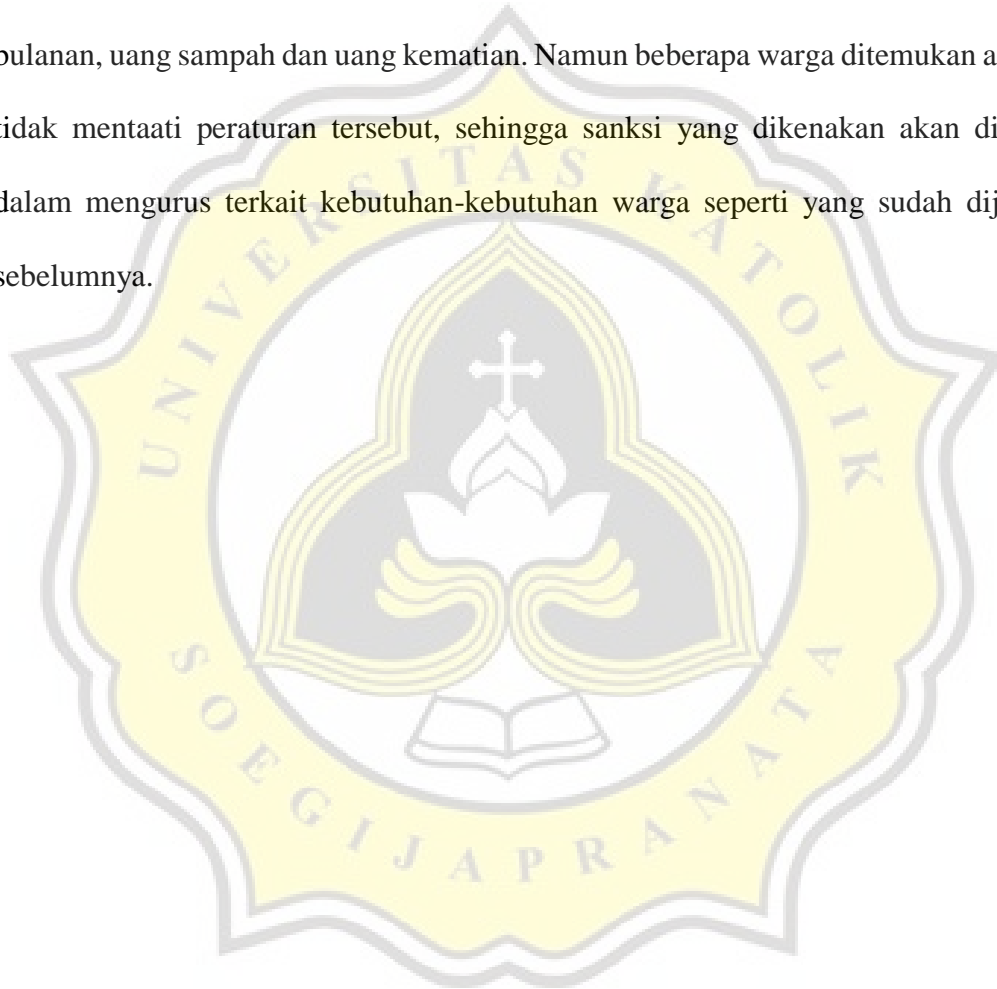 bulanan, uang sampah dan uang kematian. Namun beberapa warga ditemukan a
tidak mentaati peraturan tersebut, sehingga sanksi yang dikenakan akan di
dalam mengurus terkait kebutuhan-kebutuhan warga seperti yang sudah dij
sebelumnya.
UNIVERSITAS KATOLIK
SOEGIJAPRANATA